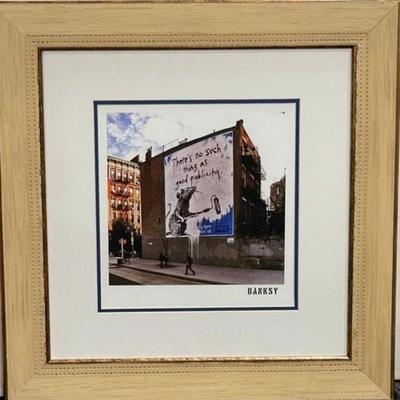 There's no such
thing as
good publicity.
BANKSY